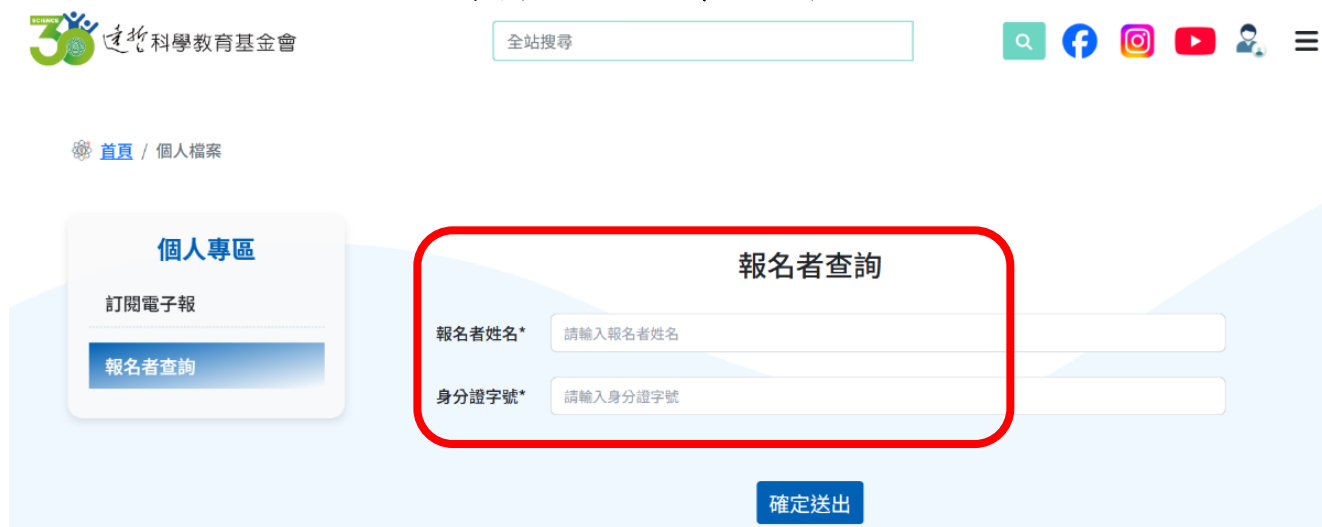 SCIENCE
30 達哲科學教育基金會
全站搜尋
首頁 / 個人檔案
個人專區
訂閱電子報
報名者查詢
報名者查詢
報名者姓名* 請輸入報名者姓名
身分證字號* 請輸入身分證字號
確定送出